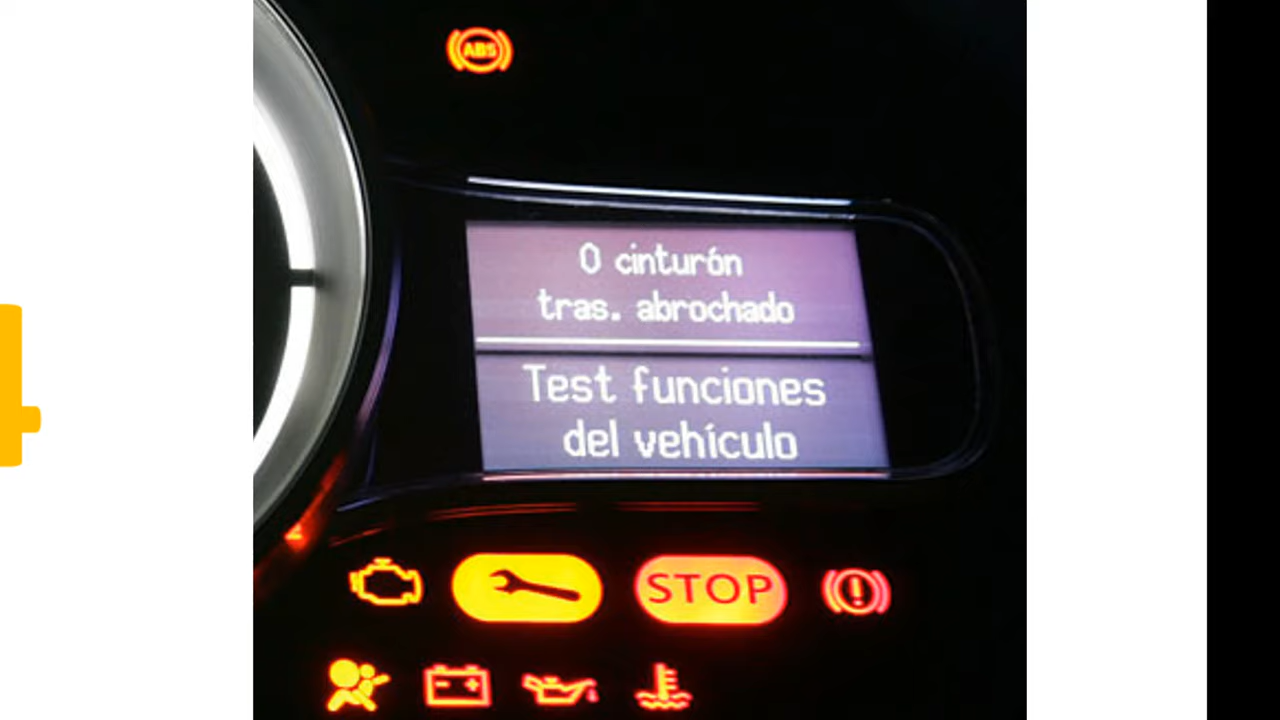 ABS
0 cinturón
tras. abrochado
Test funciones
del vehículo
STOP